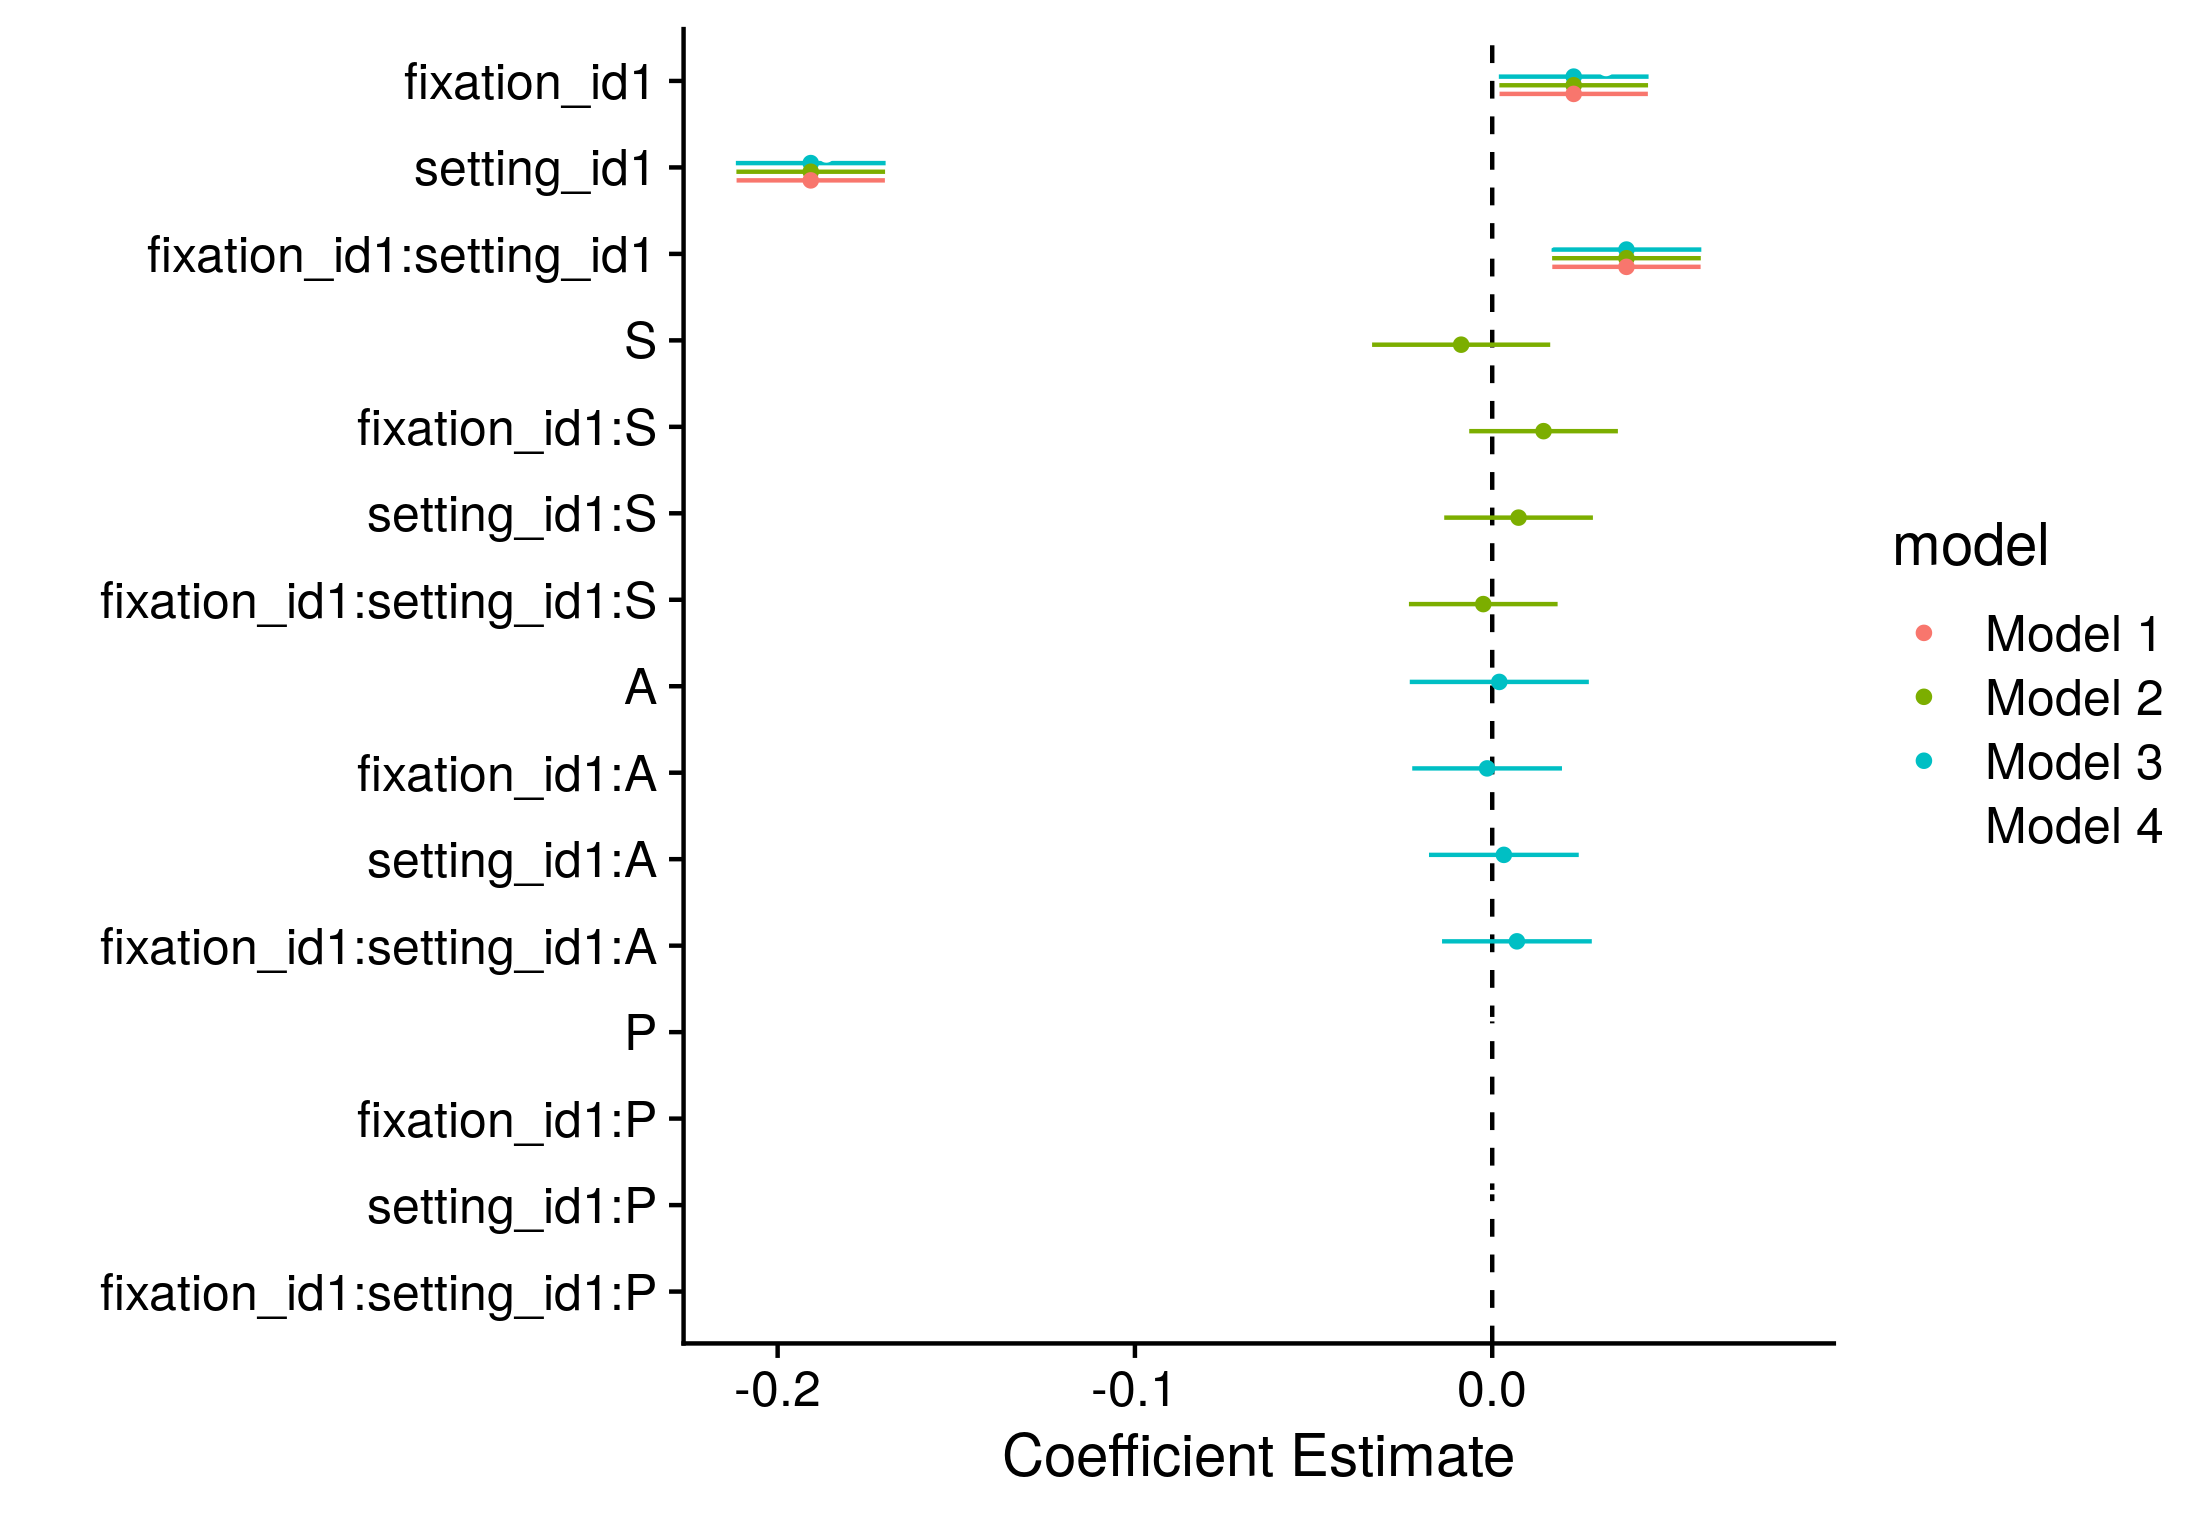 fixation_id1
setting_id1
fixation_id1:setting_id1
S
fixation_id1:S
setting_id1:S
fixation_id1:setting_id1:S
A
fixation_id1:A
setting_id1:A
fixation_id1:setting_id1:A
P
fixation_id1:P
setting_id1:P
fixation_id1:setting_id1:P
-0.2 -0.1 0.0
Coefficient Estimate
model
Model 1
Model 2
Model 3
Model 4